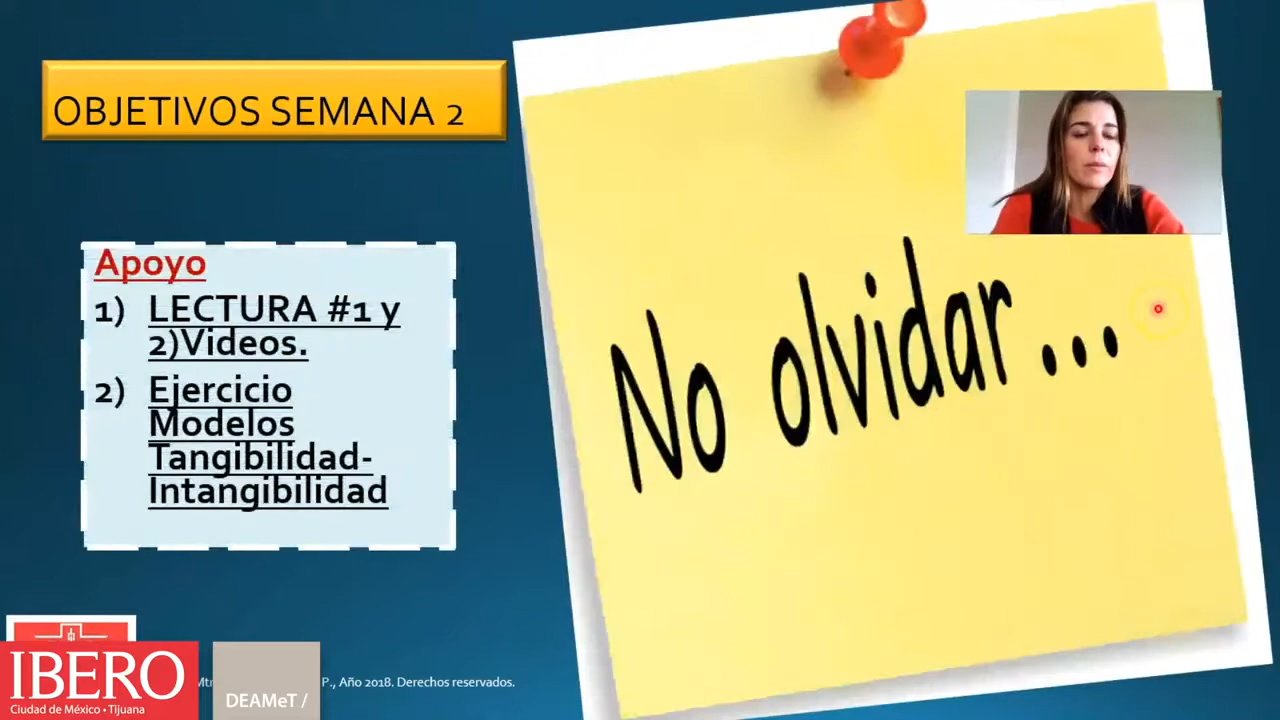 OBJETIVOS SEMANA 2
Apoyo
1) LECTURA #1 y
2)Videos.
2) Ejercicio
Modelos
Tangibilidad-
Intangibilidad
No olvidar...
IBERO
Ciudad de México • Tijuana
DEAMeT /
P., Año 2018. Derechos reservados.